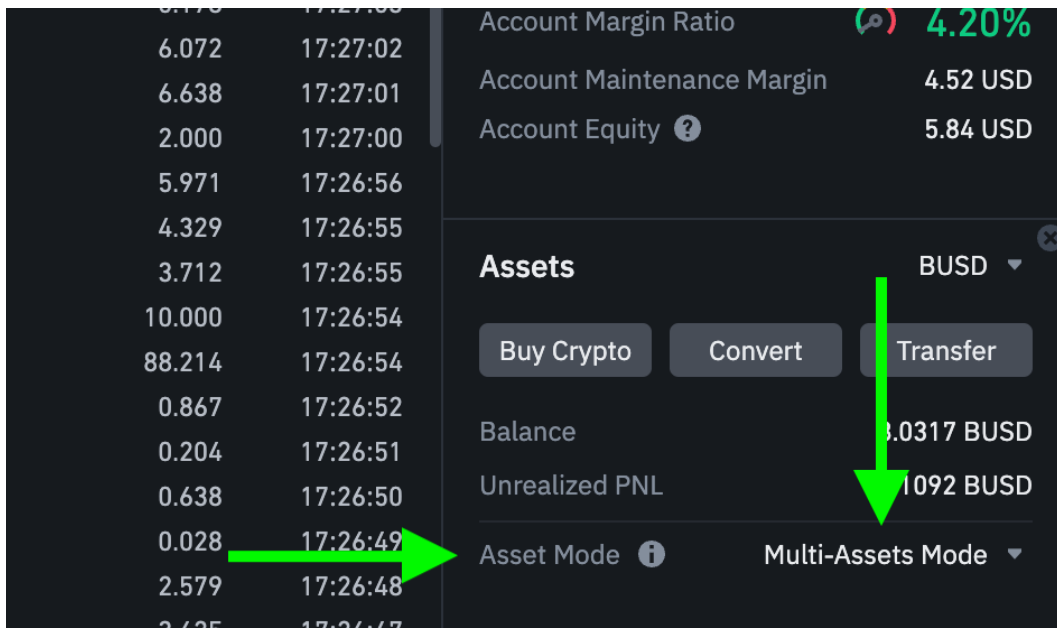 Account Margin Ratio 4.20%
6.072 17:27:02
Account Maintenance Margin 4.52 USD
6.638 17:27:01
Account Equity ? 5.84 USD
2.000 17:27:00
5.971 17:26:56
4.329 17:26:55
Assets BUSD
3.712 17:26:55
10.000 17:26:54
Buy Crypto Convert Transfer
88.214 17:26:54
0.867 17:26:52
Balance .0317 BUSD
0.204 17:26:51
Unrealized PNL 1092 BUSD
0.638 17:26:50
0.028 17:26:49
Asset Mode i Multi-Assets Mode
2.579 17:26:48